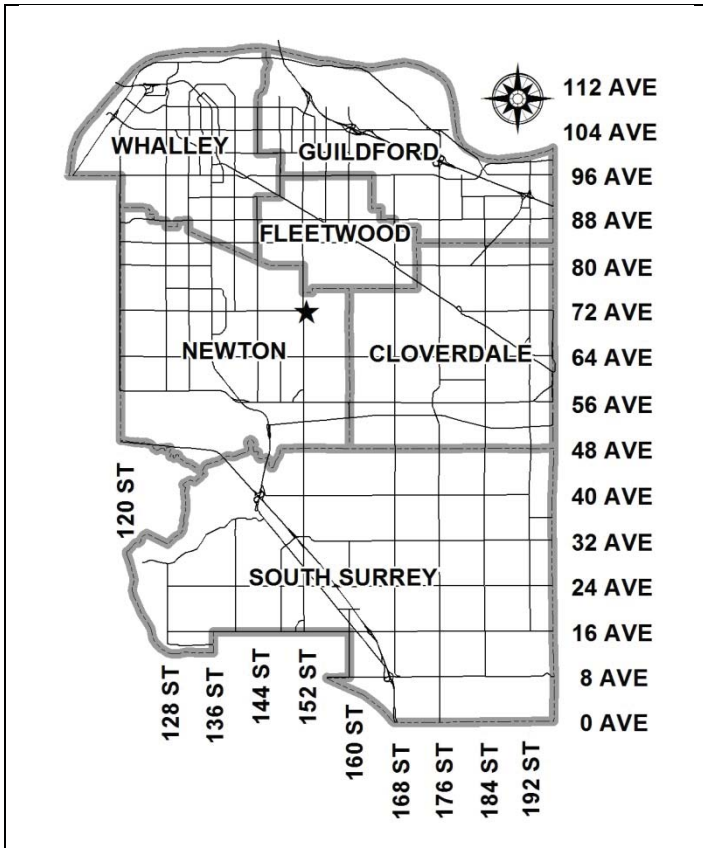 112 AVE
104 AVE
WHALLEY
GUILDFORD
96 AVE
88 AVE
FLEETWOOD
80 AVE
72 AVE
NEWTON
CLOVERDALE
64 AVE
56 AVE
48 AVE
120 ST
40 AVE
32 AVE
SOUTH SURREY
24 AVE
16 AVE
8 AVE
0 AVE
128 ST
136 ST
144 ST
152 ST
160 ST
168 ST
176 ST
184 ST
192 ST